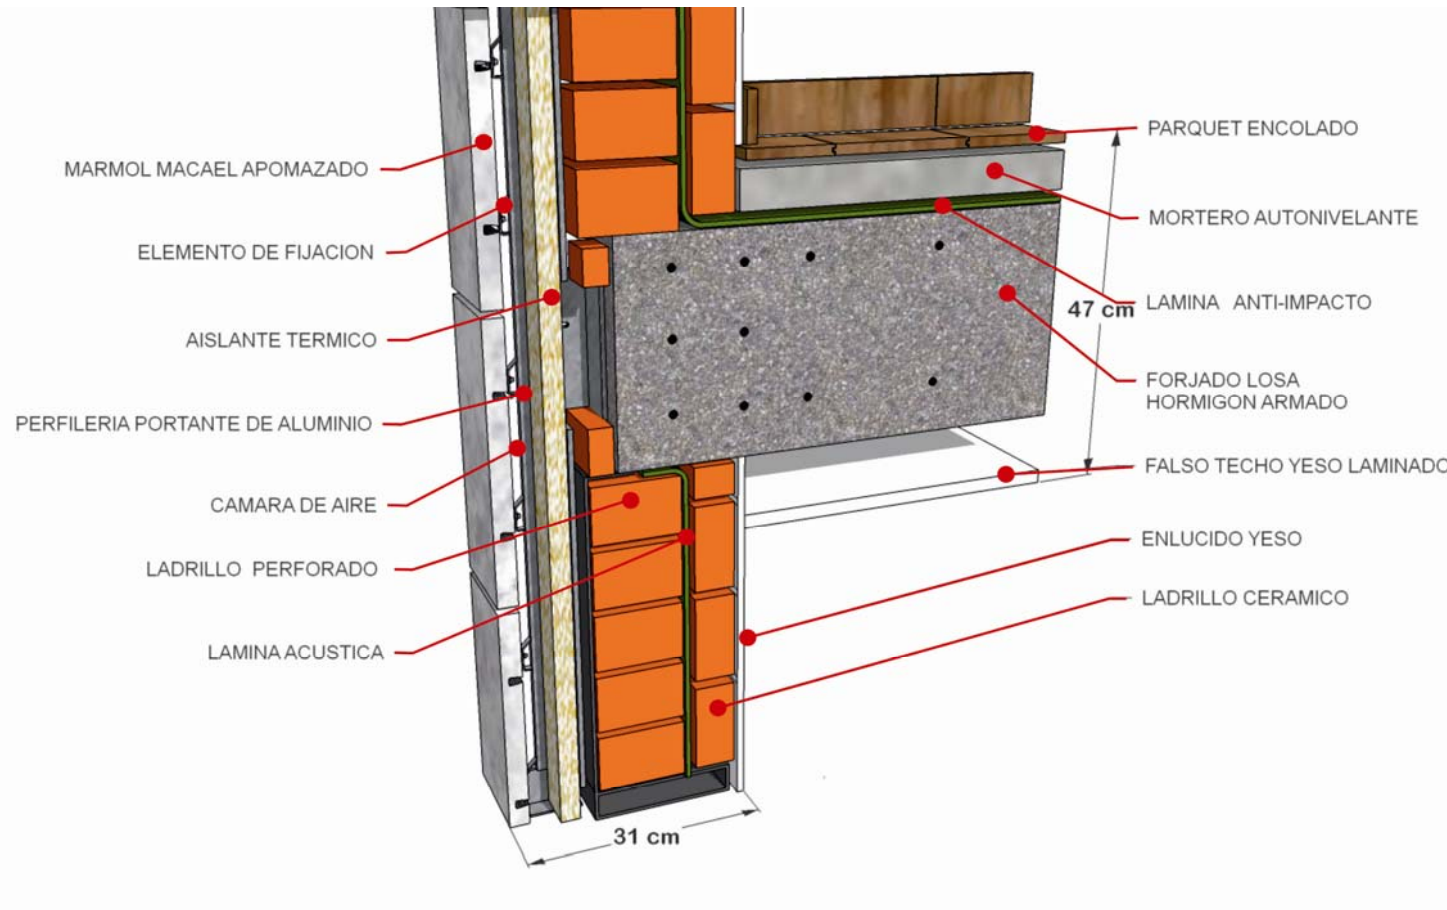 MARMOL MACAEL APOMAZADO
ELEMENTO DE FIJACION
AISLANTE TERMICO
PERFILERIA PORTANTE DE ALUMINIO
CAMARA DE AIRE
LADRILLO PERFORADO
LAMINA ACUSTICA
31 cm
PARQUET ENCOLADO
MORTERO AUTONIVELANTE
LAMINA ANTI-IMPACTO
47 cm
FORJADO LOSA
HORMIGON ARMADO
FALSO TECHO YESO LAMINADO
ENLUCIDO YESO
LADRILLO CERAMICO